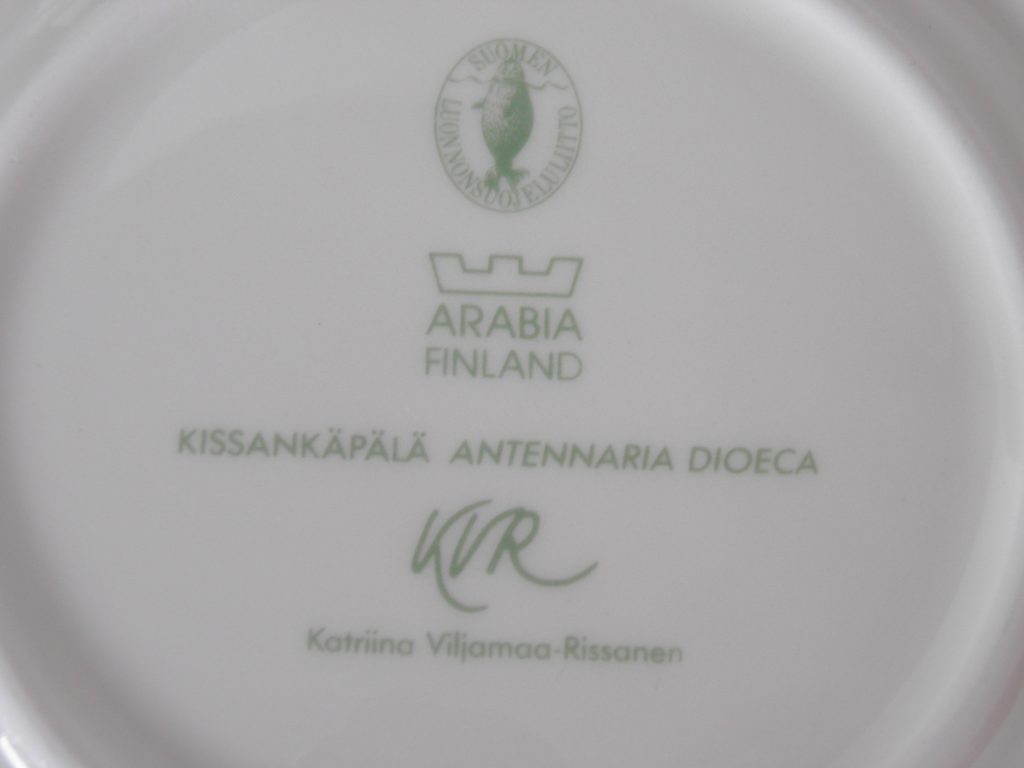 SUOMEN LUONNONSUOJELULIITTO
ARABIA
FINLAND
KISSANKÄPÄLÄ ANTENNARIA DIOECA
KVR
Katriina Viljamaa-Rissanen